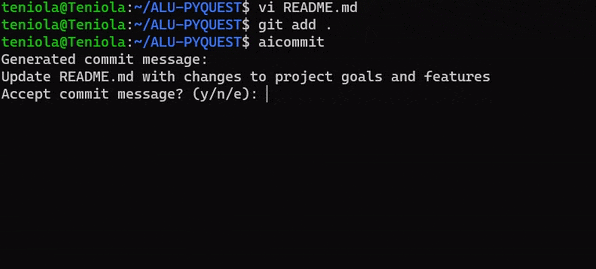 teniola@Teniola:~/ALU-PYQUEST$ vi README.md
teniola@Teniola:~/ALU-PYQUEST$ git add .
teniola@Teniola:~/ALU-PYQUEST$ aicommit
Generated commit message:
Update README.md with changes to project goals and features
Accept commit message? (y/n/e):